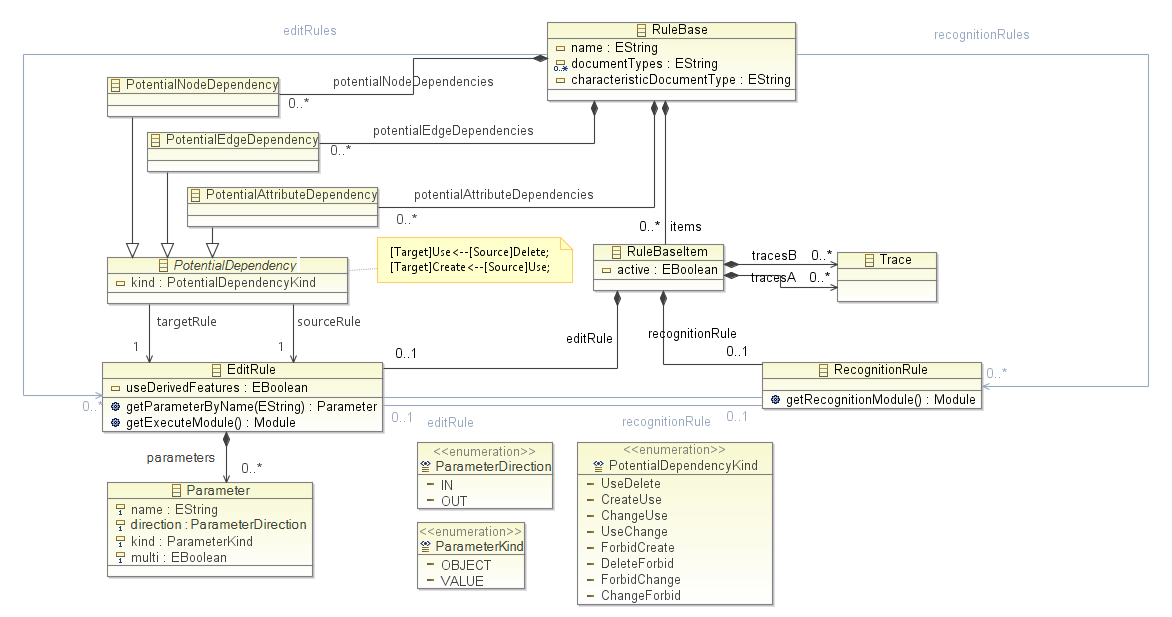 editRules
RuleBase
recognitionRules
name : EString
documentTypes : EString
0..*
characteristicDocumentType : EString
PotentialNodeDependency
potentialNodeDependencies
0..*
PotentialEdgeDependency
potentialEdgeDependencies
0..*
PotentialAttributeDependency
potentialAttributeDependencies
0..*
0..* items
[Target]Use<--[Source]Delete;
[Target]Create<--[Source]Use;
PotentialDependency
kind : PotentialDependencyKind
RuleBaseItem
active : EBoolean
tracesB 0..*
tracesA 0..*
Trace
targetRule
sourceRule
1
1
editRule
recognitionRule
0..1
0..1
EditRule
useDerivedFeatures : EBoolean
getParameterByName(EString) : Parameter
getExecuteModule() : Module
RecognitionRule
getRecognitionModule() : Module
0..*
0..*
0..1
editRule
recognitionRule
0..1
parameters
0..*
Parameter
name : EString
direction : ParameterDirection
kind : ParameterKind
multi : EBoolean
<<enumeration>>
ParameterDirection
IN
OUT
<<enumeration>>
ParameterKind
OBJECT
VALUE
<<enumeration>>
PotentialDependencyKind
UseDelete
CreateUse
ChangeUse
UseChange
ForbidCreate
DeleteForbid
ForbidChange
ChangeForbid